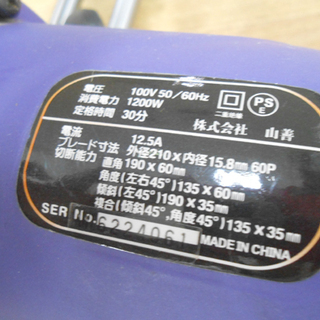 電圧 100V 50/60Hz
消費電力 1200W
定格時間 30分
二重絶縁
PS
E
株式会社 山善
電流 12.5A
ブレード寸法 外径210×内径15.8mm 60P
切断能力 直角190×60mm
角度(左右45°)135×60mm
傾斜(左45°)190×35mm
複合(傾斜45°,角度45°)135×35mm
SER No. 6224061
MADE IN CHINA